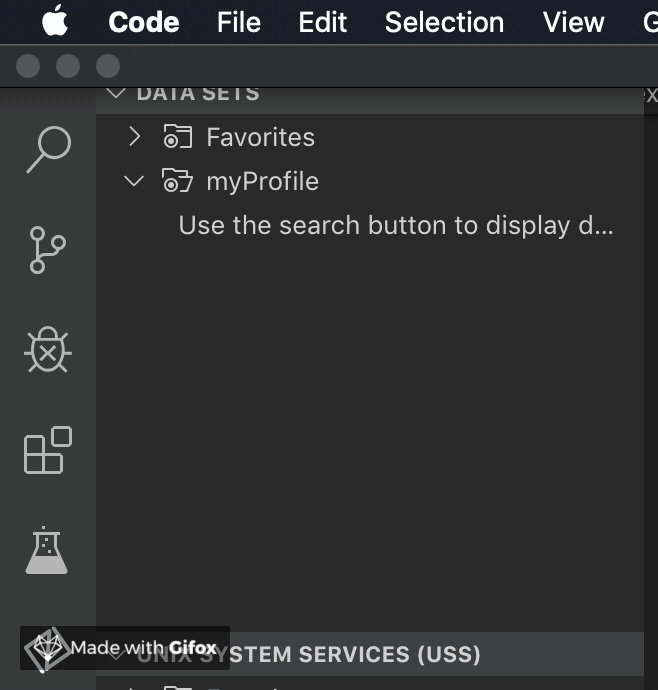 Code File Edit Selection View G
DATA SETS
Favorites
myProfile
Use the search button to display d...
Made with Gifox
UNIX SYSTEM SERVICES (USS)